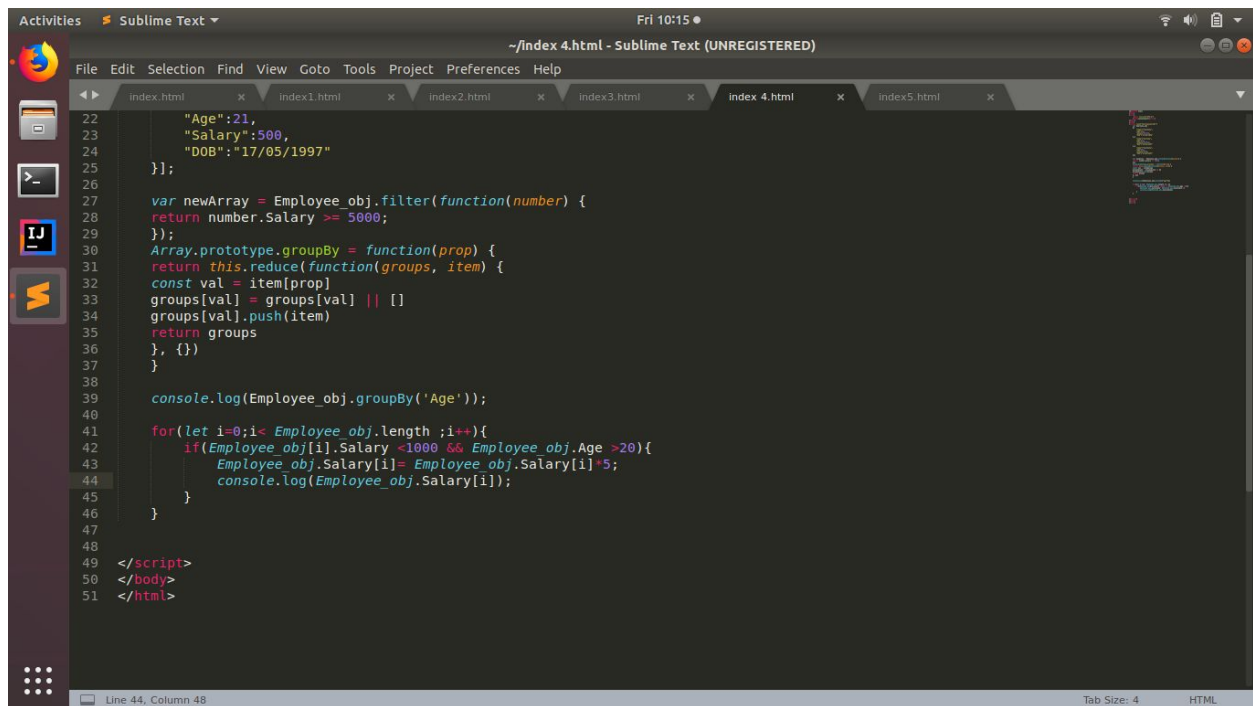 Activities Sublime Text Fri 10:15
~/index 4.html - Sublime Text (UNREGISTERED)
File Edit Selection Find View Goto Tools Project Preferences Help
index.html index1.html index2.html index3.html index 4.html index5.html
22 "Age":21,
23 "Salary":500,
24 "DOB":"17/05/1997"
25 }];
26
27 var newArray = Employee_obj.filter(function(number) {
28 return number.Salary >= 5000;
29 });
30 Array.prototype.groupBy = function(prop) {
31 return this.reduce(function(groups, item) {
32 const val = item[prop]
33 groups[val] = groups[val] || []
34 groups[val].push(item)
35 return groups
36 }, {})
37 }
38
39 console.log(Employee_obj.groupBy('Age'));
40
41 for(let i=0;i< Employee_obj.length ;i++){
42 if(Employee_obj[i].Salary <1000 && Employee_obj.Age >20){
43 Employee_obj.Salary[i]= Employee_obj.Salary[i]*5;
44 console.log(Employee_obj.Salary[i]);
45 }
46 }
47
48
49 </script>
50 </body>
51 </html>
Line 44, Column 48 Tab Size: 4 HTML